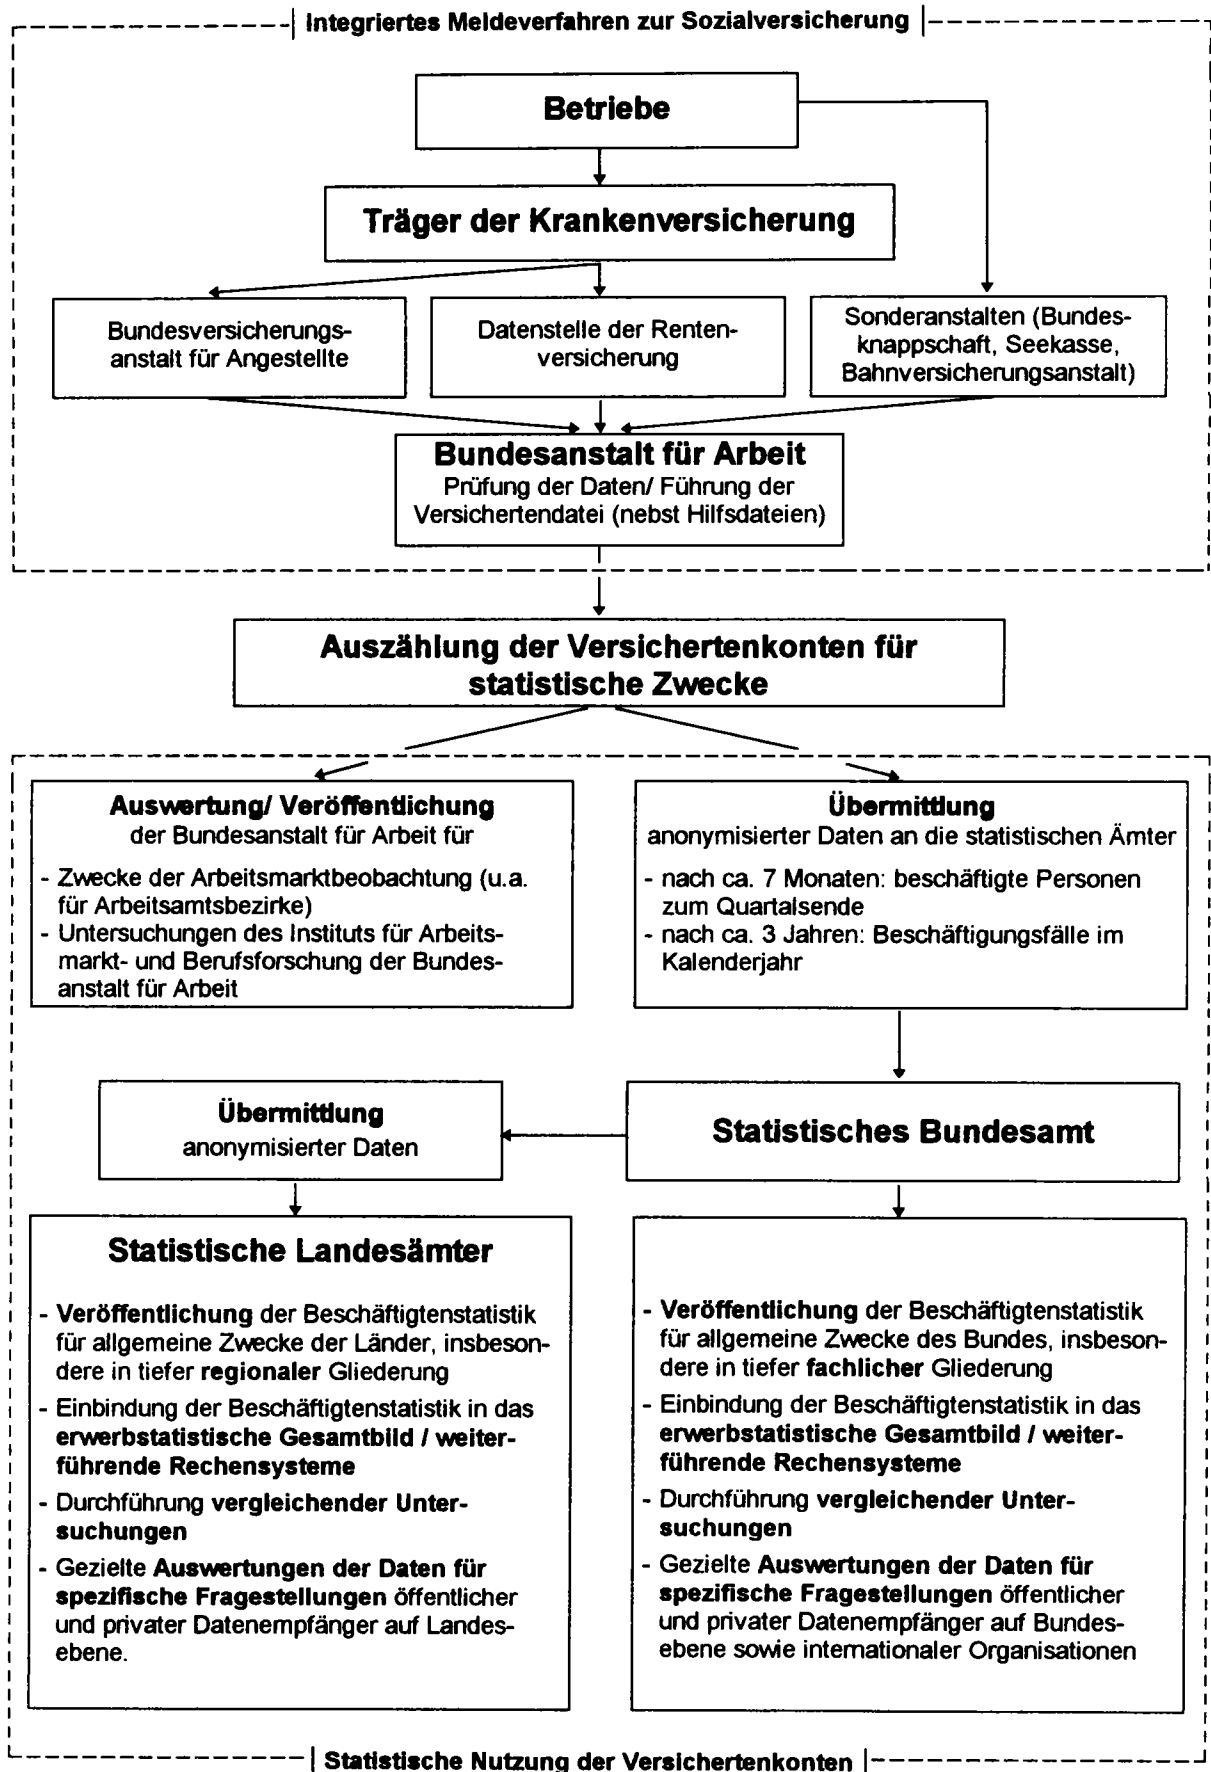 Integriertes Meldeverfahren zur Sozialversicherung
Betriebe
Träger der Krankenversicherung
Bundesversicherungs-
anstalt für Angestellte
Datenstelle der Renten-
versicherung
Sonderanstalten (Bundes-
knappschaft, Seekasse,
Bahnversicherungsanstalt)
Bundesanstalt für Arbeit
Prüfung der Daten/ Führung der
Versichertendatei (nebst Hilfsdateien)
Auszählung der Versichertenkonten für
statistische Zwecke
Auswertung/ Veröffentlichung
der Bundesanstalt für Arbeit für
- Zwecke der Arbeitsmarktbeobachtung (u.a.
für Arbeitsamtsbezirke)
- Untersuchungen des Instituts für Arbeits-
markt- und Berufsforschung der Bundes-
anstalt für Arbeit
Übermittlung
anonymisierter Daten an die statistischen Ämter
- nach ca. 7 Monaten: beschäftigte Personen
zum Quartalsende
- nach ca. 3 Jahren: Beschäftigungsfälle im
Kalenderjahr
Übermittlung
anonymisierter Daten
Statistisches Bundesamt
Statistische Landesämter
- Veröffentlichung der Beschäftigtenstatistik
für allgemeine Zwecke der Länder, insbeson-
dere in tiefer regionaler Gliederung
- Einbindung der Beschäftigtenstatistik in das
erwerbstatistische Gesamtbild / weiter-
führende Rechensysteme
- Durchführung vergleichender Unter-
suchungen
- Gezielte Auswertungen der Daten für
spezifische Fragestellungen öffentlicher
und privater Datenempfänger auf Landes-
ebene.
- Veröffentlichung der Beschäftigtenstatistik
für allgemeine Zwecke des Bundes, insbeson-
dere in tiefer fachlicher Gliederung
- Einbindung der Beschäftigtenstatistik in das
erwerbstatistische Gesamtbild / weiter-
führende Rechensysteme
- Durchführung vergleichender Unter-
suchungen
- Gezielte Auswertungen der Daten für
spezifische Fragestellungen öffentlicher
und privater Datenempfänger auf Bundes-
ebene sowie internationaler Organisationen
Statistische Nutzung der Versichertenkonten